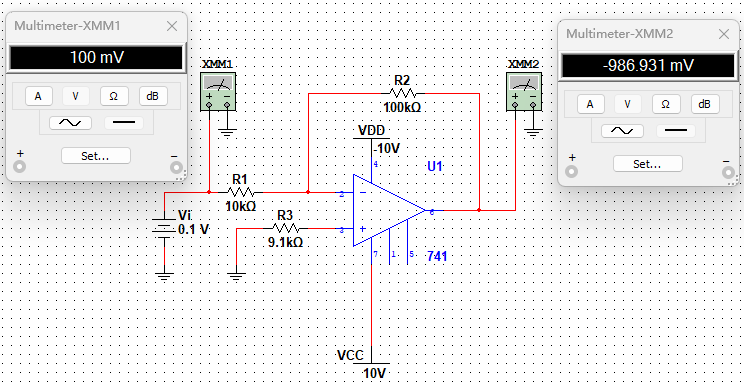 Multimeter-XMM1
100 mV
A V Ω dB
Set...
+ −
XMM1
+ −
R2
100kΩ
XMM2
+ −
Multimeter-XMM2
-986.931 mV
A V Ω dB
Set...
+ −
VDD
-10V
4
U1
R1
10kΩ
2
−
6
Vi
0.1 V
R3
9.1kΩ
3
+
7
1
5
741
VCC
10V